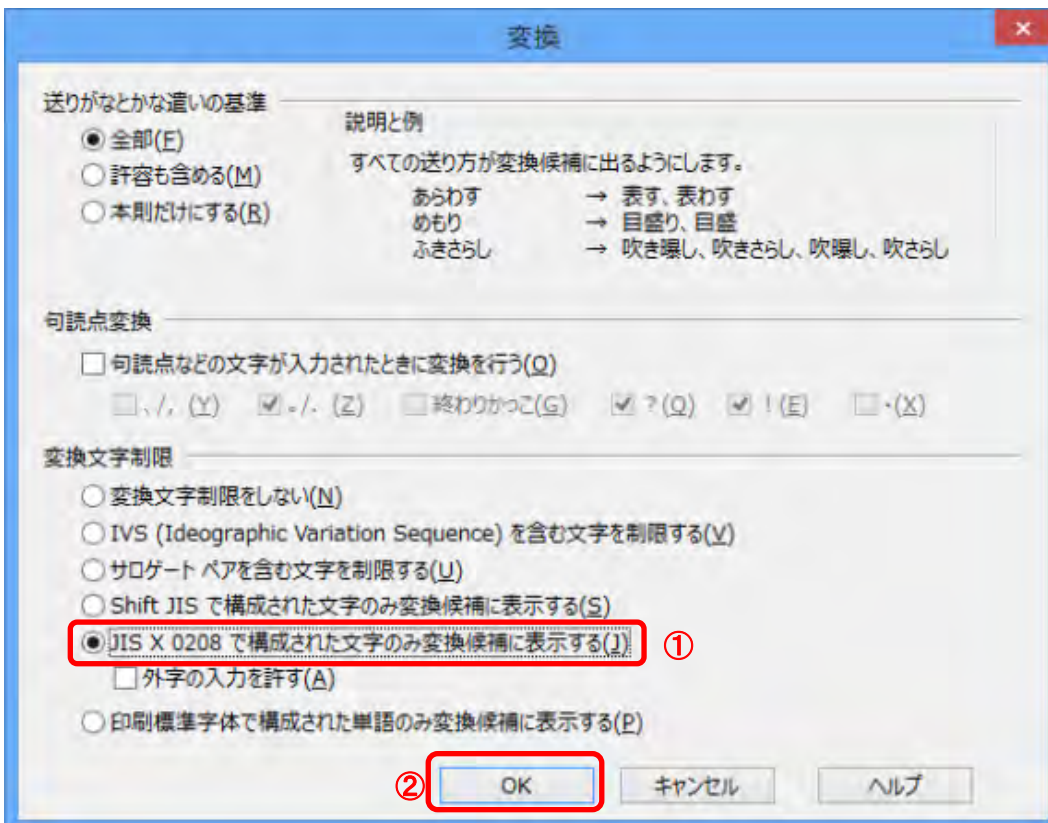 変換
送りがなとかな遣いの基準
全部(F)
許容も含める(M)
本則だけにする(R)
説明と例
すべての送り方が変換候補に出るようにします。
あらわす → 表す、表わす
めもり → 目盛り、目盛
ふきさらし → 吹き曝し、吹きさらし、吹曝し、吹さらし
句読点変換
句読点などの文字が入力されたときに変換を行う(O)
、/, (Y) 。/. (Z) 終わりかっこ(G) ? (Q) ! (E) ・(X)
変換文字制限
変換文字制限をしない(N)
IVS (Ideographic Variation Sequence) を含む文字を制限する(V)
サロゲート ペアを含む文字を制限する(U)
Shift JIS で構成された文字のみ変換候補に表示する(S)
JIS X 0208 で構成された文字のみ変換候補に表示する(J) ①
外字の入力を許す(A)
印刷標準字体で構成された単語のみ変換候補に表示する(P)
② OK キャンセル ヘルプ